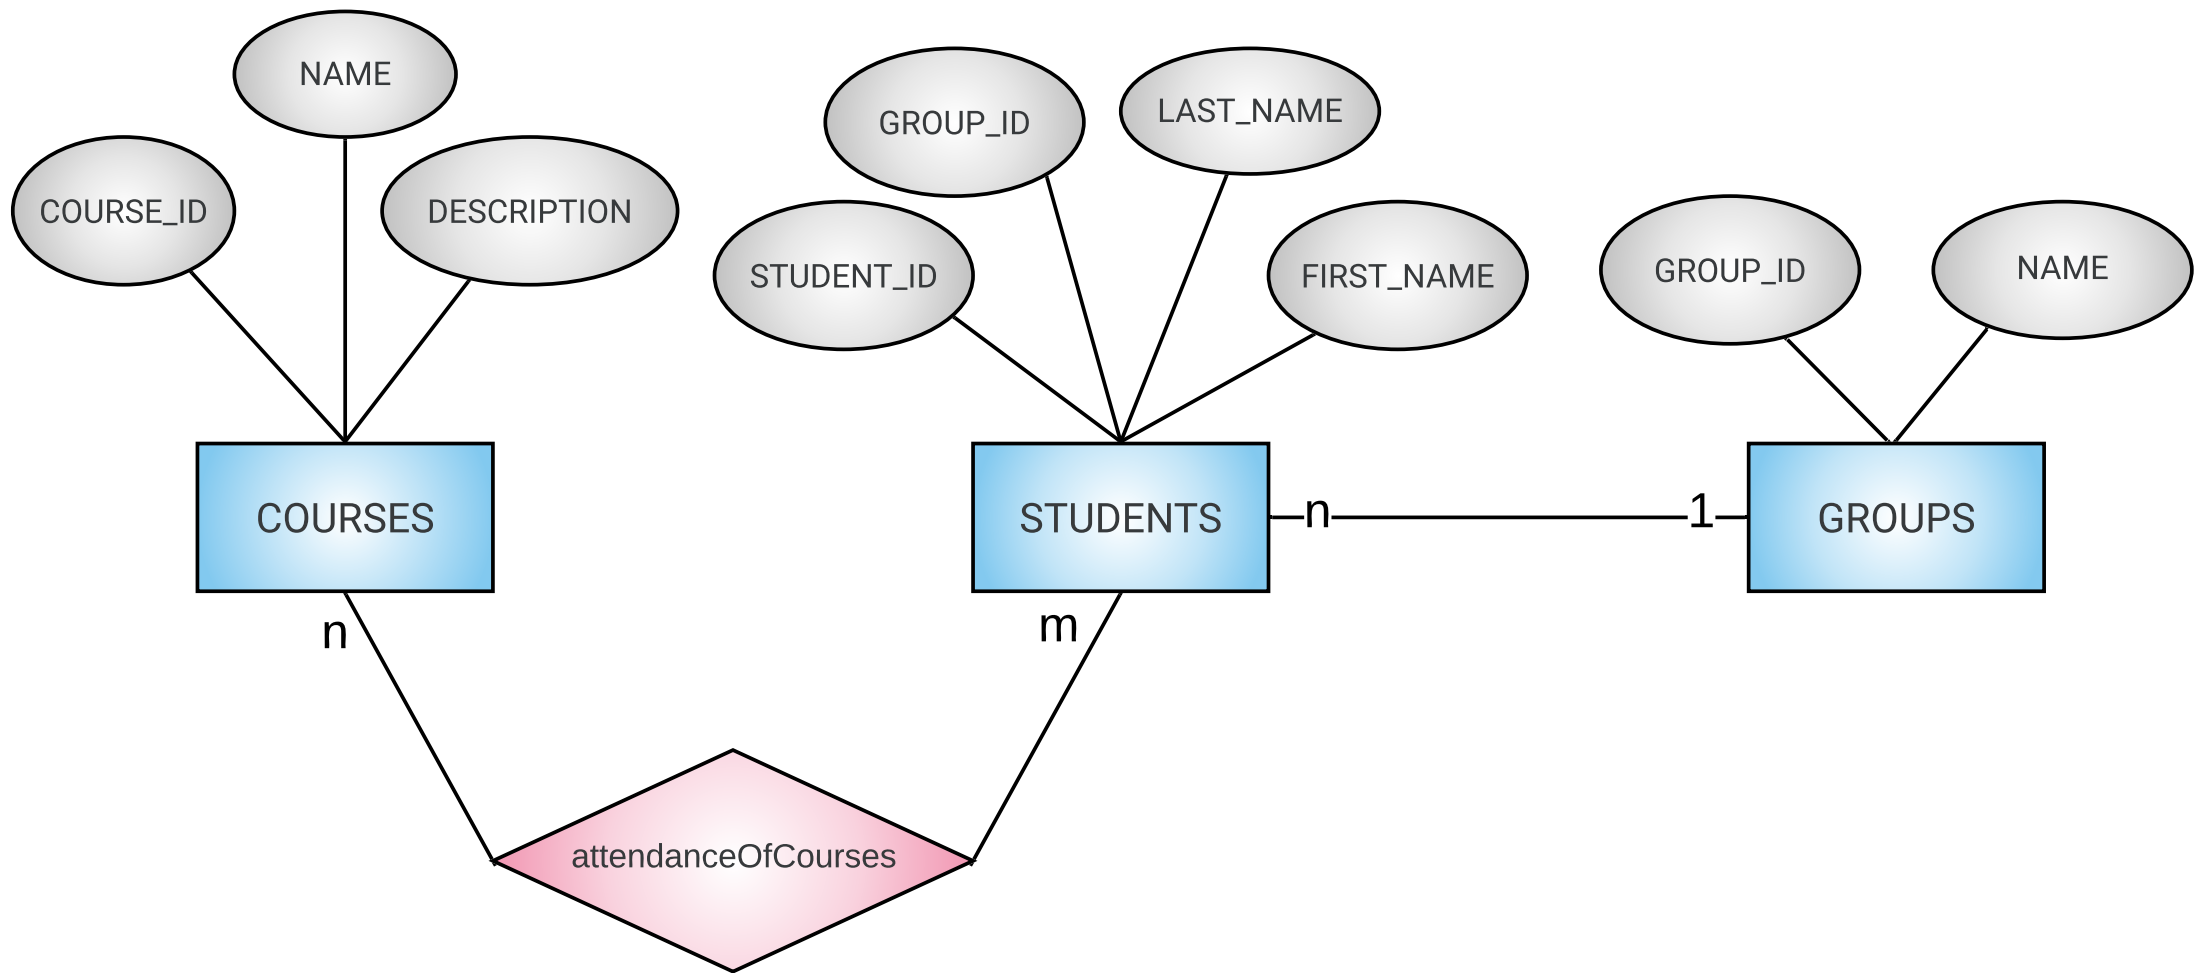 NAME
COURSE_ID
DESCRIPTION
GROUP_ID
LAST_NAME
STUDENT_ID
FIRST_NAME
GROUP_ID
NAME
COURSES
STUDENTS
n
1
GROUPS
n
m
attendanceOfCourses